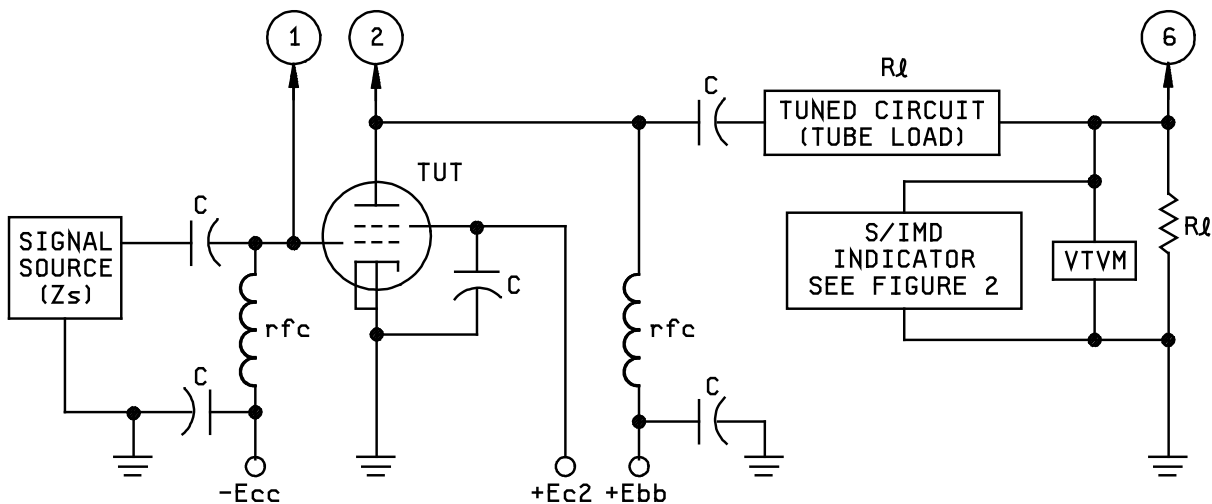 1
2
6
Rℓ
C
TUNED CIRCUIT
(TUBE LOAD)
TUT
C
SIGNAL
SOURCE
(Zs)
S/IMD
INDICATOR
SEE FIGURE 2
VTVM
Rℓ
C
rfc
rfc
C
C
-Ecc
+Ec2
+Ebb